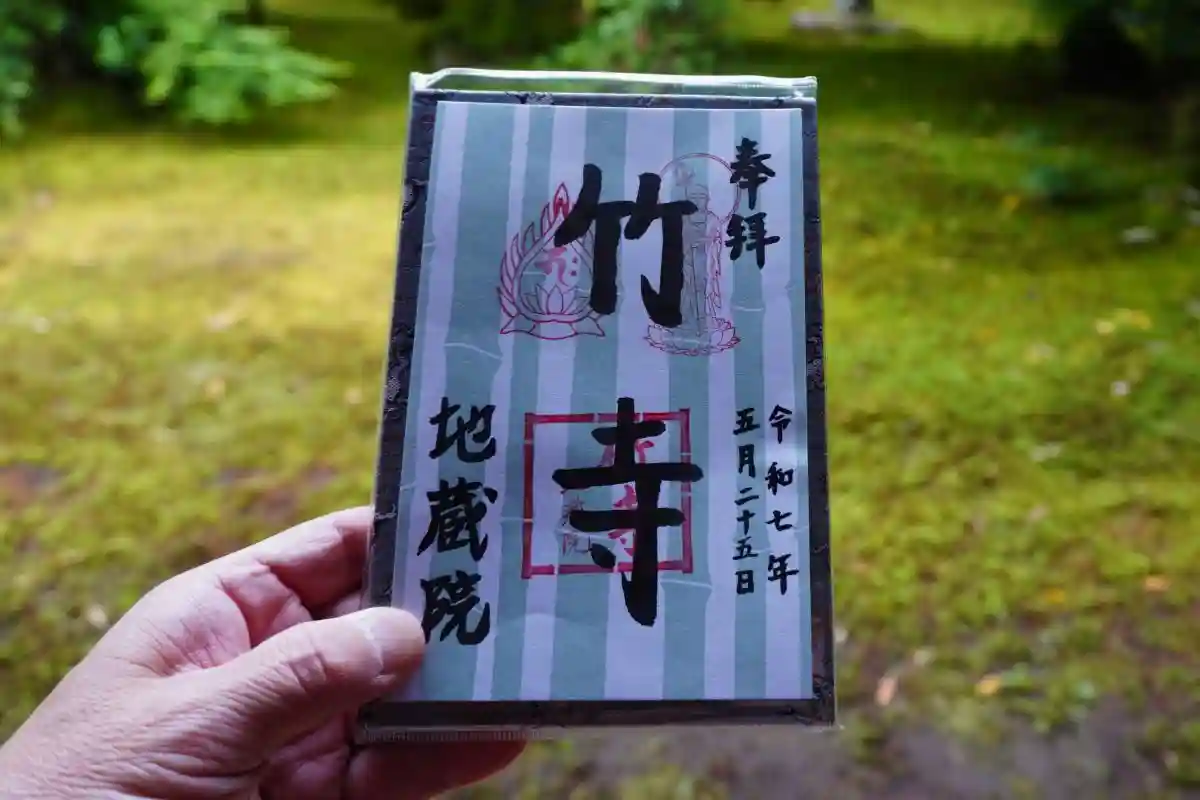 奉拝
令和七年
五月二十五日
竹寺
地蔵院